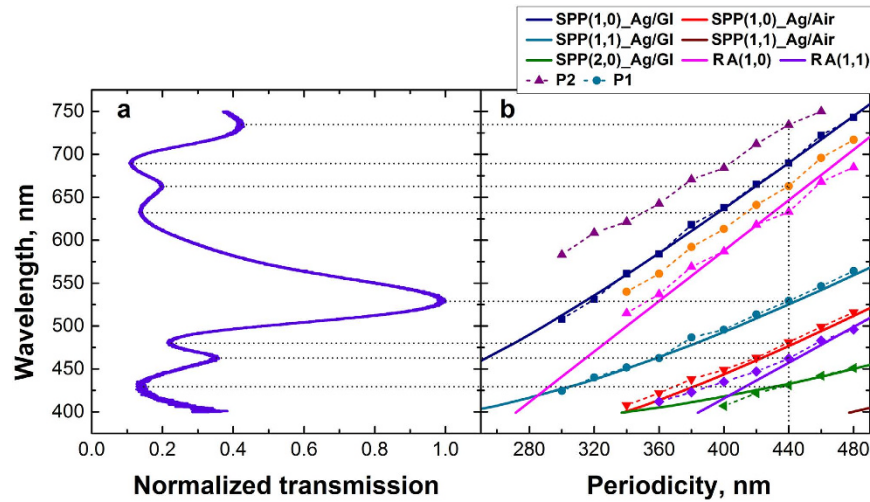 SPP(1,0)_Ag/Gl SPP(1,0)_Ag/Air
SPP(1,1)_Ag/Gl SPP(1,1)_Ag/Air
SPP(2,0)_Ag/Gl RA(1,0) RA(1,1)
P2 P1
a b
Wavelength, nm
750
700
650
600
550
500
450
400
0.0 0.2 0.4 0.6 0.8 1.0 280 320 360 400 440 480
Normalized transmission Periodicity, nm